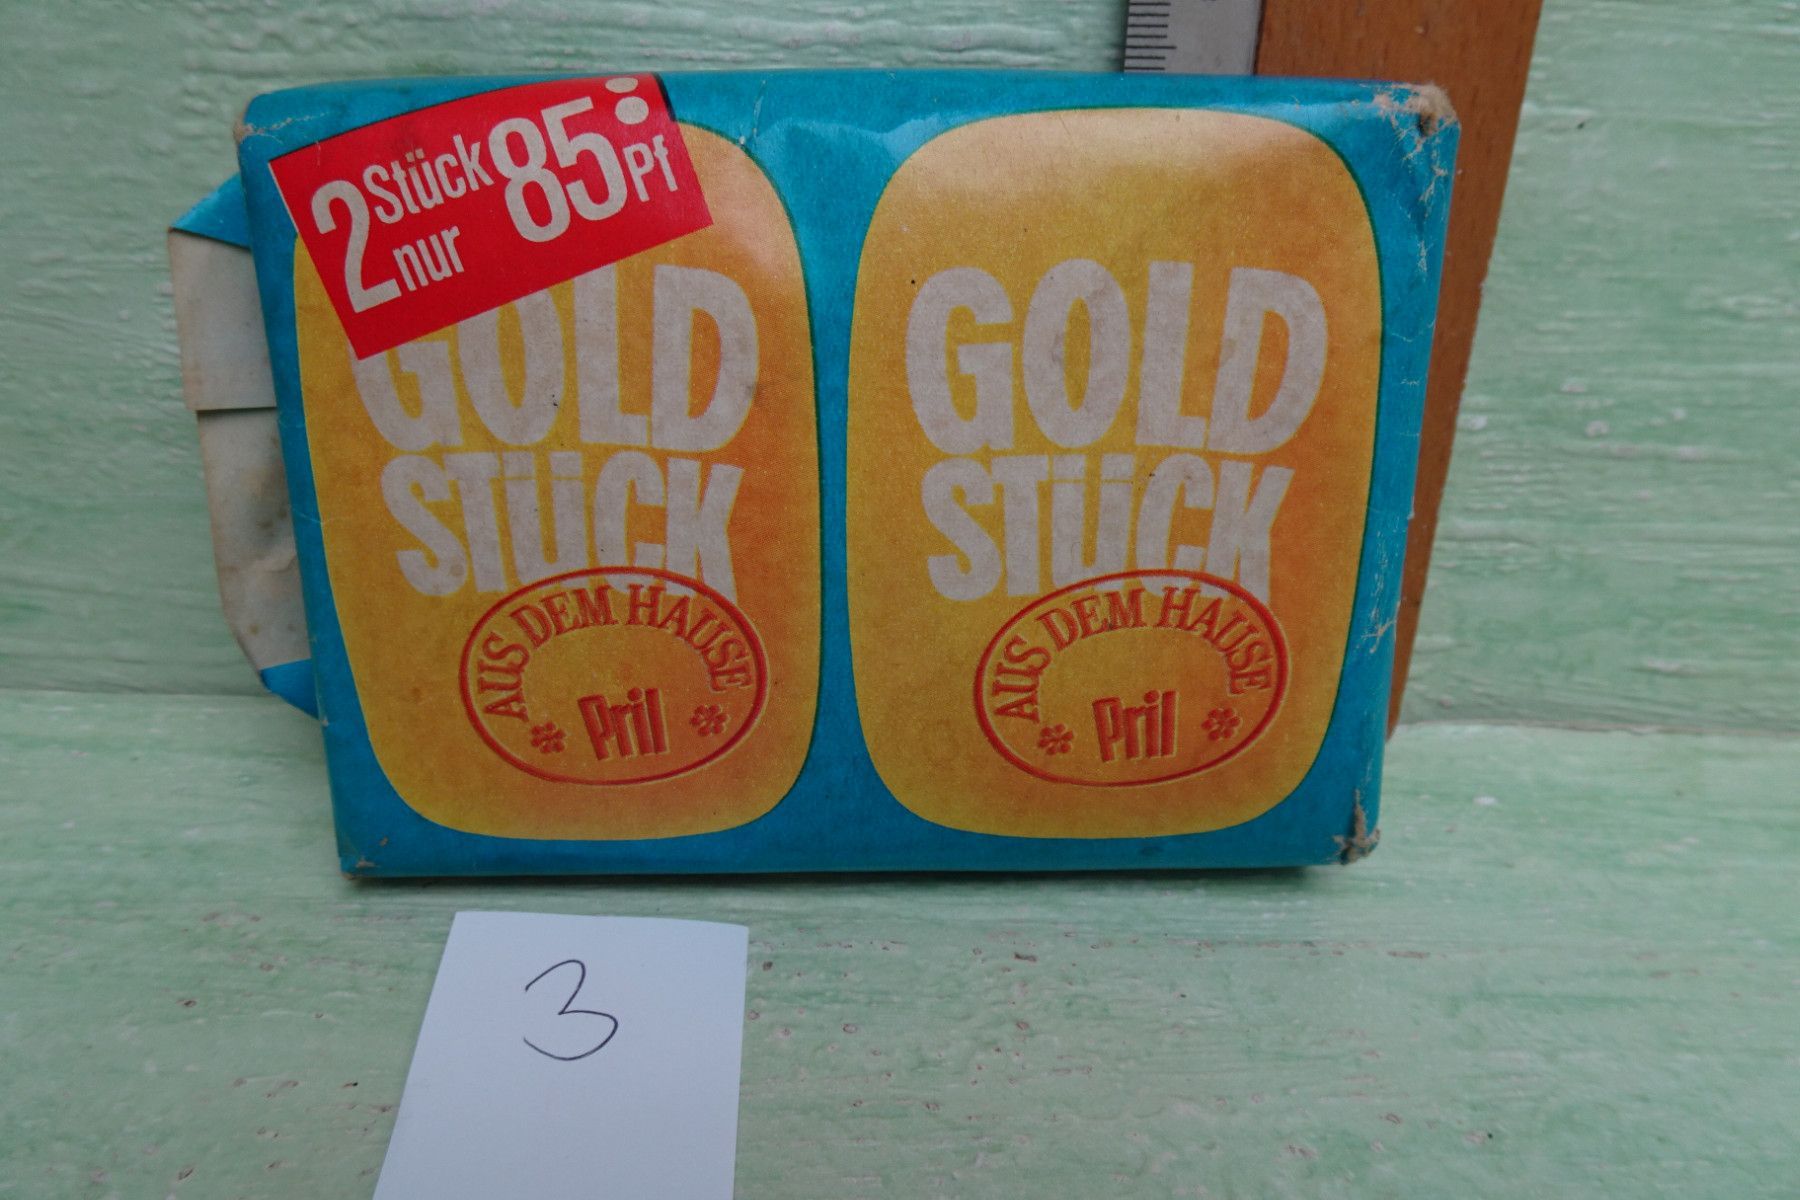 2 Stück nur 85 Pf
GOLD
STÜCK
AUS DEM HAUSE
Pril
GOLD
STÜCK
AUS DEM HAUSE
Pril
3